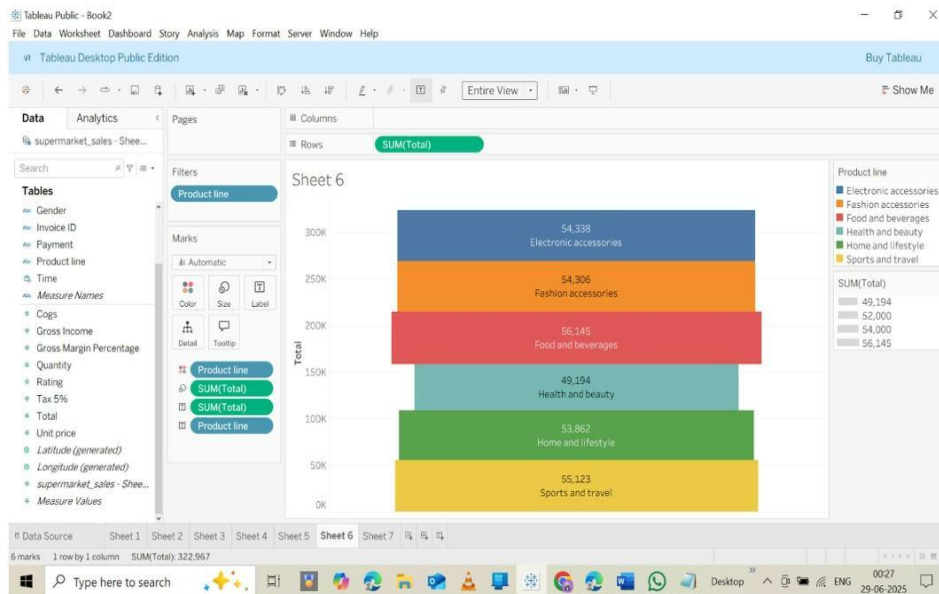 Tableau Public - Book2
File Data Worksheet Dashboard Story Analysis Map Format Server Window Help
Tableau Desktop Public Edition
Buy Tableau
Entire View
Show Me
Data Analytics
supermarket_sales - Shee...
Search
Tables
Abc Gender
Abc Invoice ID
Abc Payment
Abc Product line
Time
Abc Measure Names
Cogs
Gross Income
Gross Margin Percentage
Quantity
Rating
Tax 5%
Total
Unit price
Latitude (generated)
Longitude (generated)
supermarket_sales - Shee...
Measure Values
Pages
Filters
Product line
Marks
Automatic
Color Size Label
Detail Tooltip
Product line
SUM(Total)
SUM(Total)
Product line
Columns
Rows SUM(Total)
Sheet 6
Total
300K
250K
200K
150K
100K
50K
0K
54,338
Electronic accessories
54,306
Fashion accessories
56,145
Food and beverages
49,194
Health and beauty
53,862
Home and lifestyle
55,123
Sports and travel
Product line
Electronic accessories
Fashion accessories
Food and beverages
Health and beauty
Home and lifestyle
Sports and travel
SUM(Total)
49,194
52,000
54,000
56,145
Data Source Sheet 1 Sheet 2 Sheet 3 Sheet 4 Sheet 5 Sheet 6 Sheet 7
6 marks 1 row by 1 column SUM(Total): 322,967
Type here to search
Desktop
ENG
00:27
29-06-2025